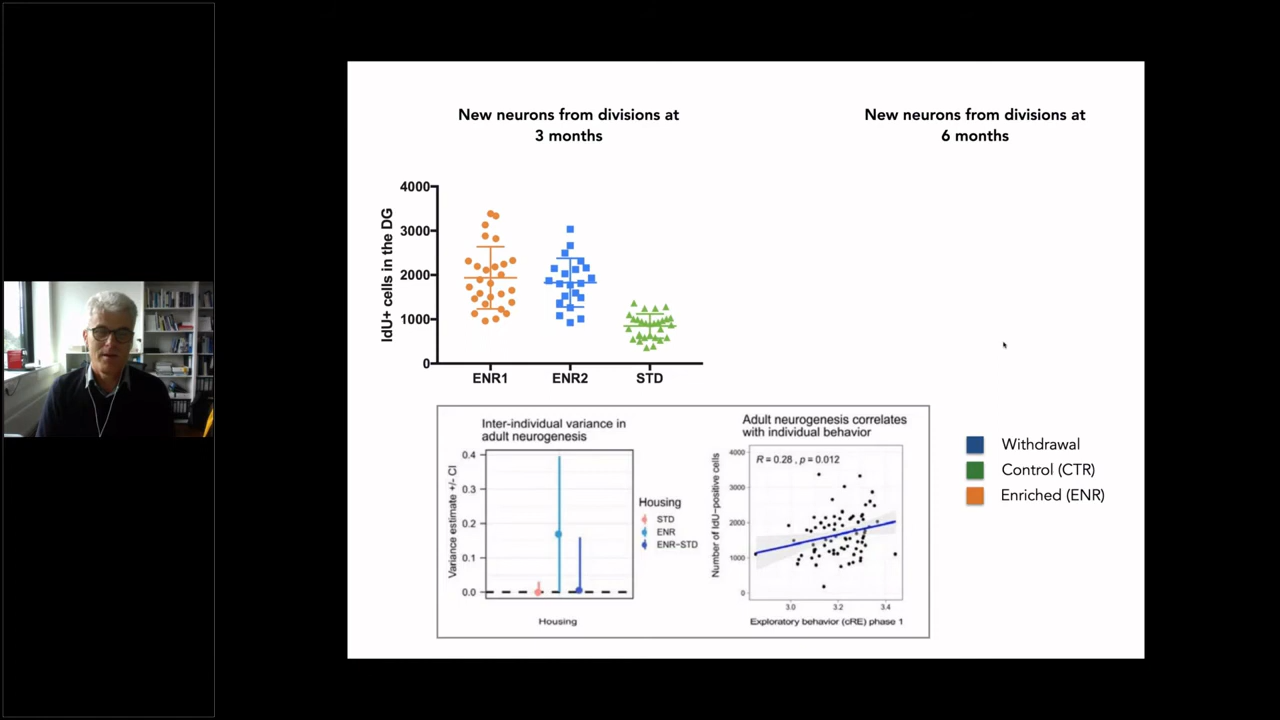 New neurons from divisions at
3 months
New neurons from divisions at
6 months
IdU+ cells in the DG
4000
3000
2000
1000
0
ENR1
ENR2
STD
Inter-individual variance in
adult neurogenesis
Variance estimate +/- CI
0.4
0.3
0.2
0.1
0.0
Housing
Housing
STD
ENR
ENR-STD
Adult neurogenesis correlates
with individual behavior
R = 0.28 , p = 0.012
Number of IdU-positive cells
4000
3000
2000
1000
0
3.0
3.2
3.4
Exploratory behavior (cRE) phase 1
Withdrawal
Control (CTR)
Enriched (ENR)